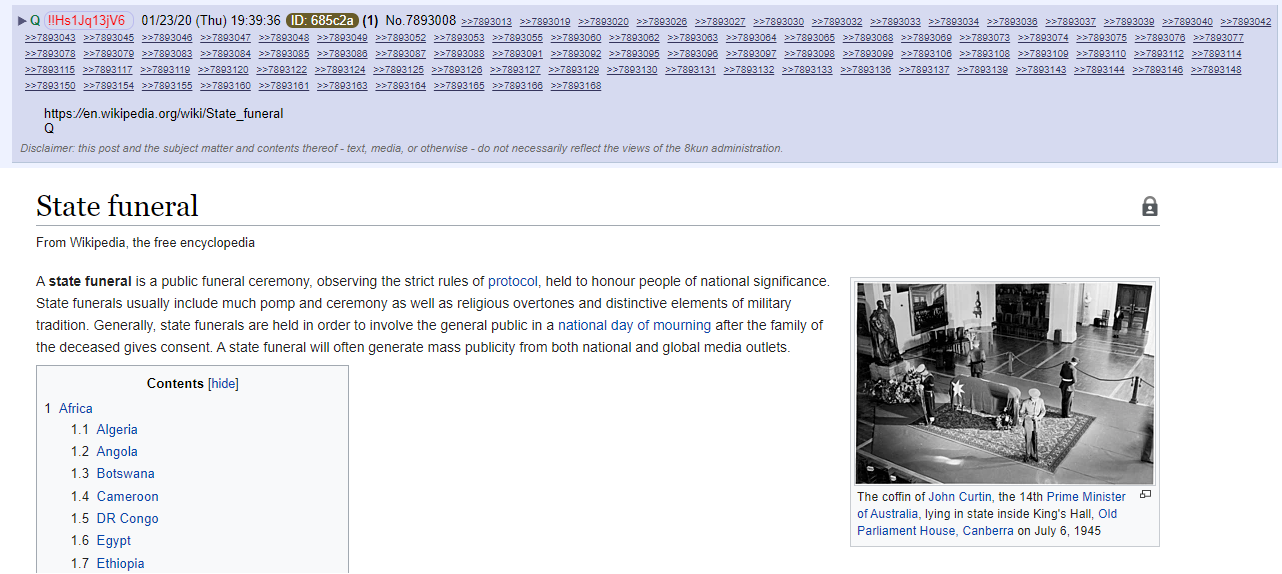 ▶ Q !!Hs1Jq13jV6 01/23/20 (Thu) 19:39:36 ID: 685c2a (1) No.7893008 >>7893013 >>7893019 >>7893020 >>7893026 >>7893027 >>7893030 >>7893032 >>7893033 >>7893034 >>7893036 >>7893037 >>7893039 >>7893040 >>7893042
>>7893043 >>7893045 >>7893046 >>7893047 >>7893048 >>7893049 >>7893052 >>7893053 >>7893055 >>7893060 >>7893062 >>7893063 >>7893064 >>7893065 >>7893068 >>7893069 >>7893073 >>7893074 >>7893075 >>7893076 >>7893077
>>7893078 >>7893079 >>7893083 >>7893084 >>7893085 >>7893086 >>7893087 >>7893088 >>7893091 >>7893092 >>7893095 >>7893096 >>7893097 >>7893098 >>7893099 >>7893106 >>7893108 >>7893109 >>7893110 >>7893112 >>7893114
>>7893115 >>7893117 >>7893119 >>7893120 >>7893122 >>7893124 >>7893125 >>7893126 >>7893127 >>7893129 >>7893130 >>7893131 >>7893132 >>7893133 >>7893136 >>7893137 >>7893139 >>7893143 >>7893144 >>7893146 >>7893148
>>7893150 >>7893154 >>7893155 >>7893160 >>7893161 >>7893163 >>7893164 >>7893165 >>7893166 >>7893168
https://en.wikipedia.org/wiki/State_funeral
Q
Disclaimer: this post and the subject matter and contents thereof - text, media, or otherwise - do not necessarily reflect the views of the 8kun administration.
State funeral
From Wikipedia, the free encyclopedia
A state funeral is a public funeral ceremony, observing the strict rules of protocol, held to honour people of national significance.
State funerals usually include much pomp and ceremony as well as religious overtones and distinctive elements of military
tradition. Generally, state funerals are held in order to involve the general public in a national day of mourning after the family of
the deceased gives consent. A state funeral will often generate mass publicity from both national and global media outlets.
Contents [hide]
1 Africa
1.1 Algeria
1.2 Angola
1.3 Botswana
1.4 Cameroon
1.5 DR Congo
1.6 Egypt
1.7 Ethiopia
The coffin of John Curtin, the 14th Prime Minister
of Australia, lying in state inside King's Hall, Old
Parliament House, Canberra on July 6, 1945